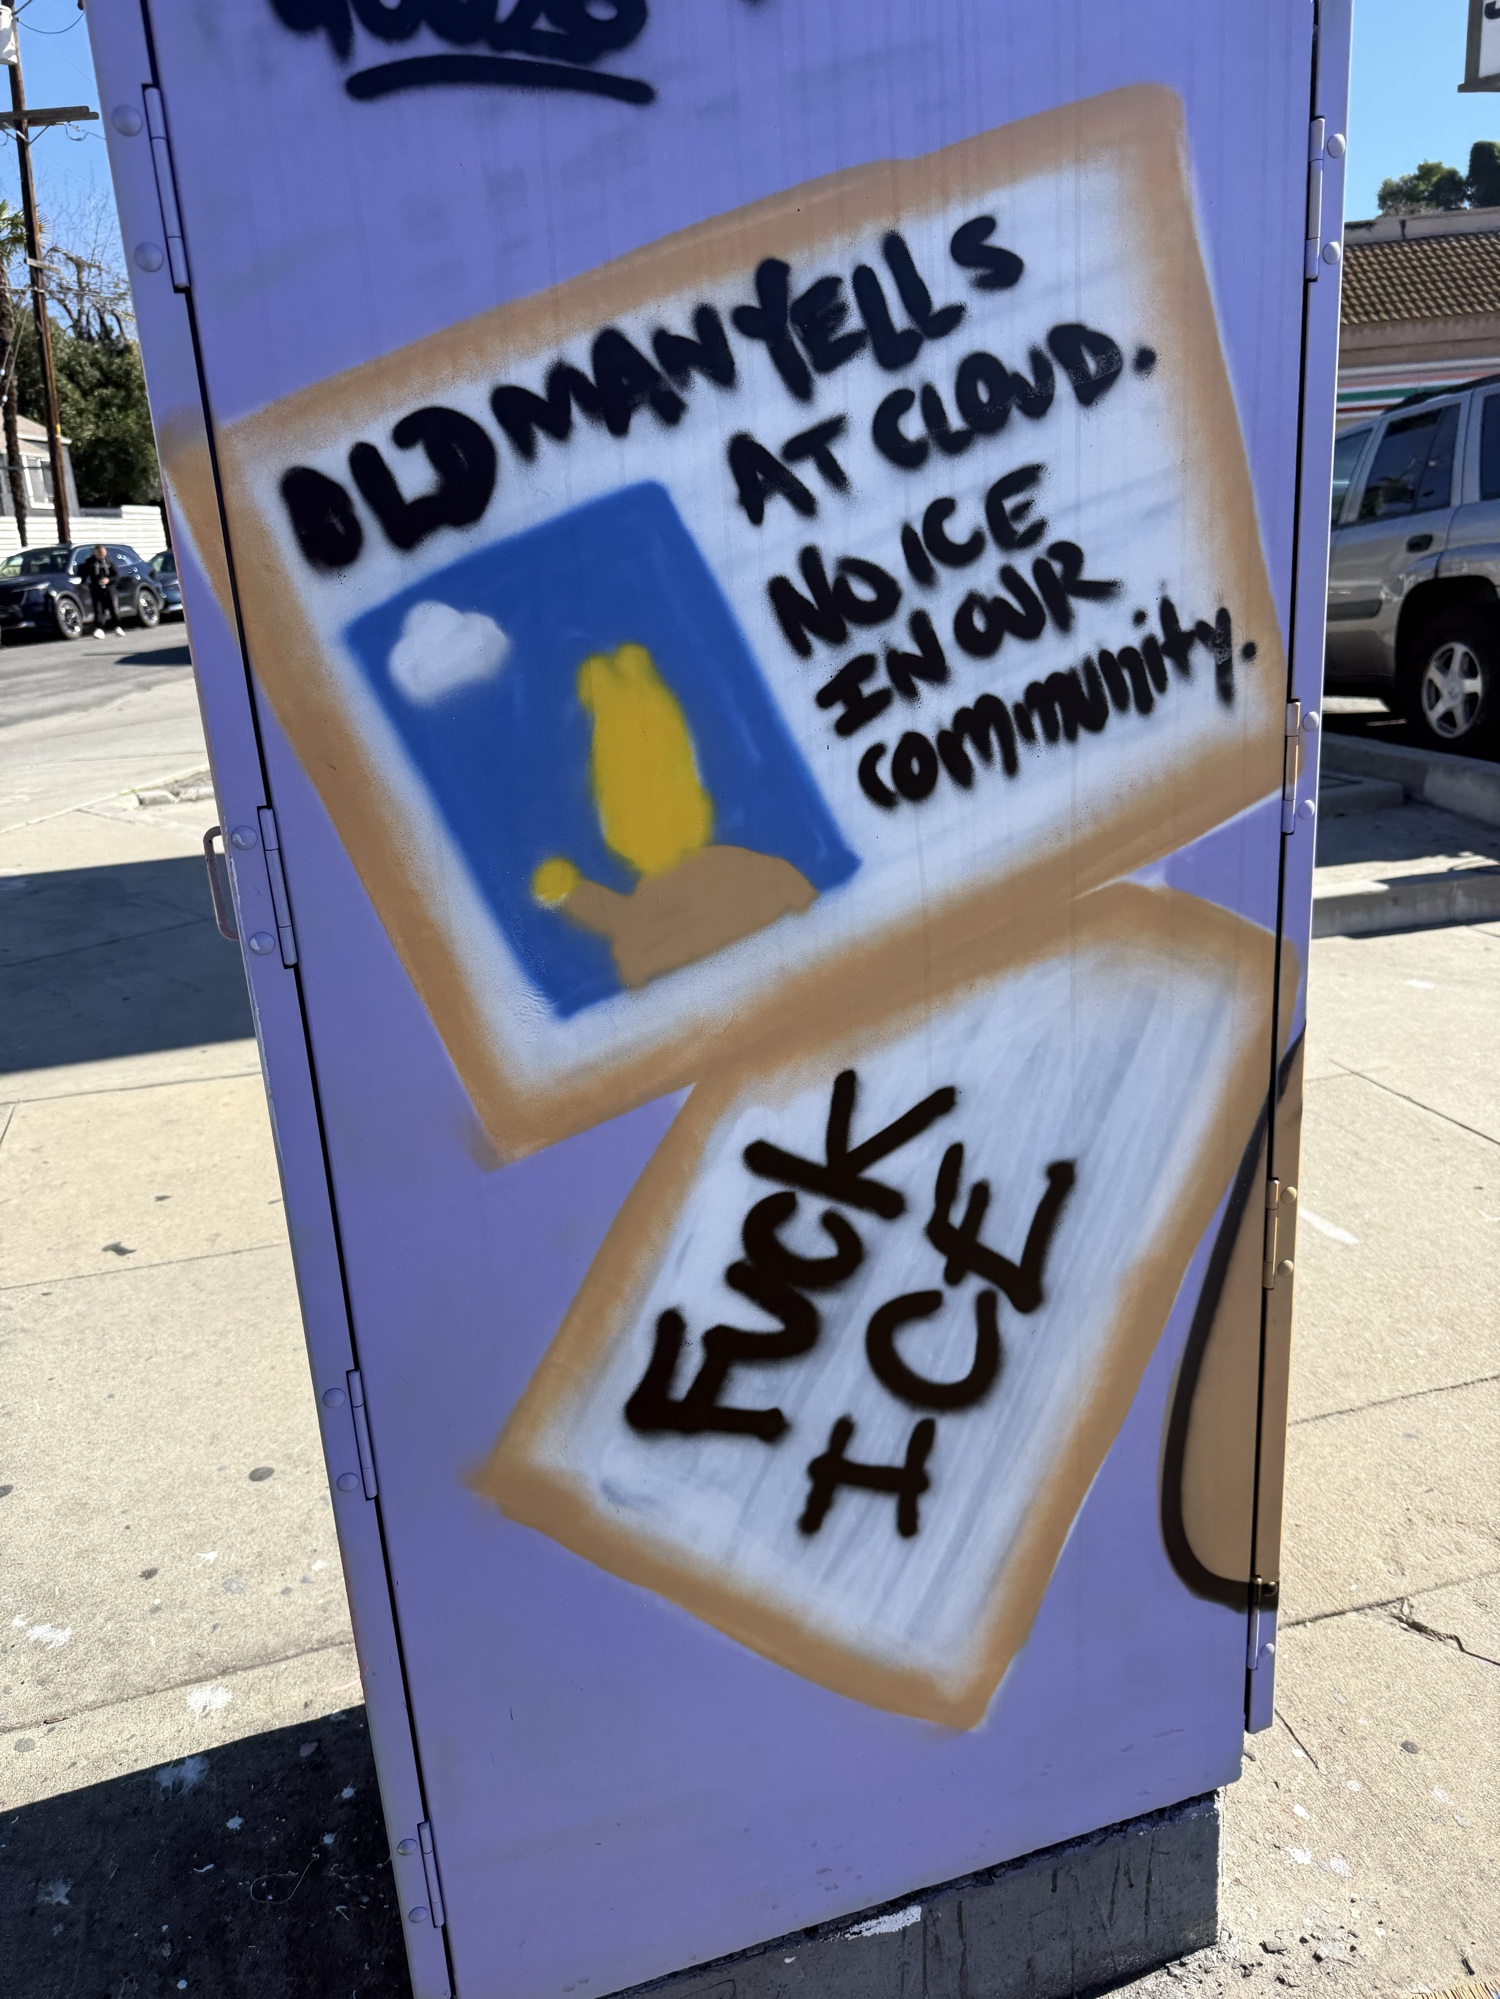 OLD MAN YELLS
AT CLOUD.
NO ICE
IN OUR
community.
FUCK
ICE